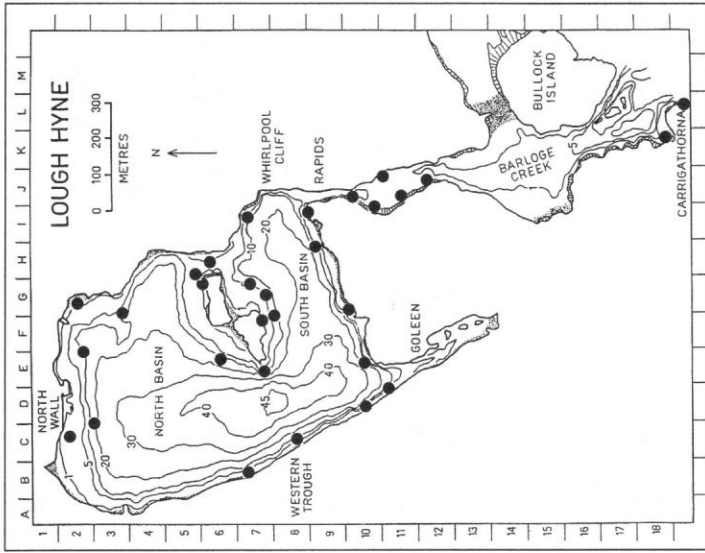 LOUGH HYNE
0 100 200 300
METRES
N
A B C D E F G H I J K L M
1
2
3
4
5
6
7
8
9
10
11
12
13
14
15
16
17
18
NORTH
WALL
1
5
20
30
NORTH BASIN
40
45
WESTERN
TROUGH
10
20
SOUTH BASIN
30
40
WHIRLPOOL
CLIFF
RAPIDS
GOLEEN
BULLOCK
ISLAND
BARLOGE
CREEK
5
CARRIGATHORNA